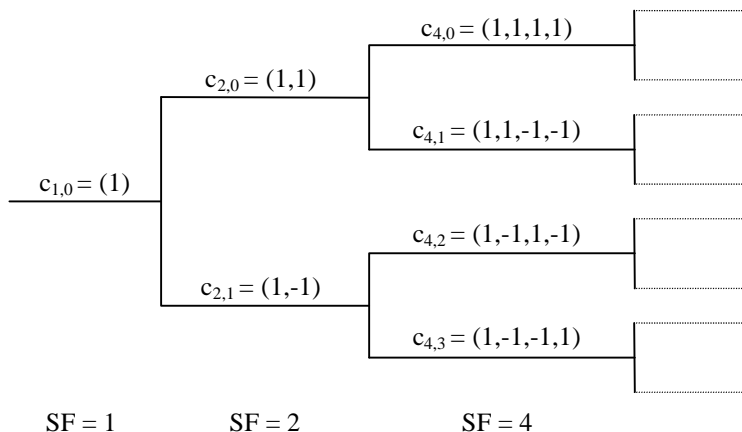 c4,0 = (1,1,1,1)
c2,0 = (1,1)
c4,1 = (1,1,-1,-1)
c1,0 = (1)
c4,2 = (1,-1,1,-1)
c2,1 = (1,-1)
c4,3 = (1,-1,-1,1)
SF = 1 SF = 2 SF = 4